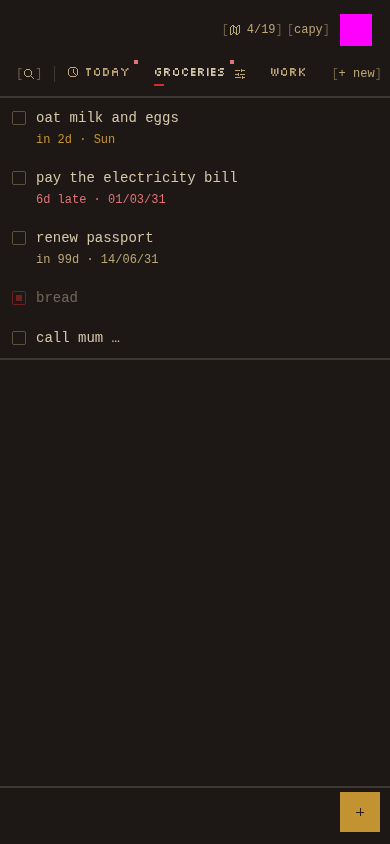 [4/19] [capy]
[ ] TODAY GROCERIES WORK [+ new]
oat milk and eggs
in 2d · Sun
pay the electricity bill
6d late · 01/03/31
renew passport
in 99d · 14/06/31
bread
call mum …
+